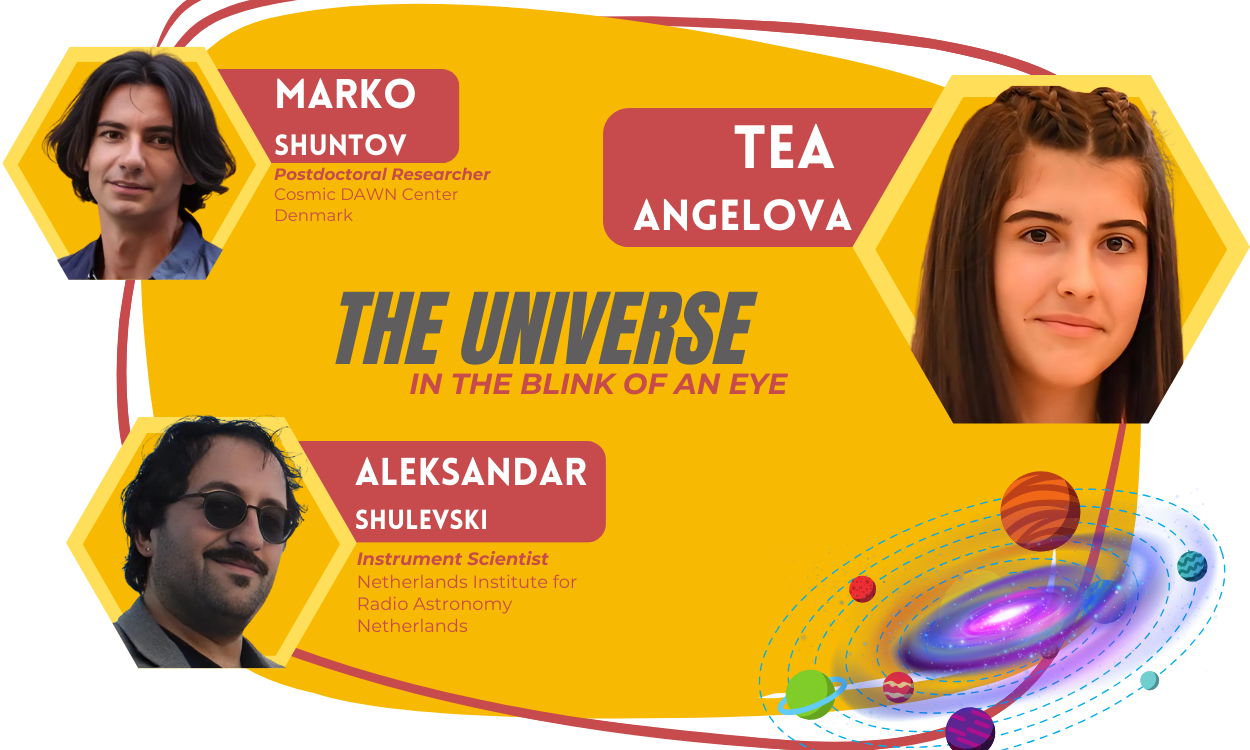 MARKO
SHUNTOV
Postdoctoral Researcher
Cosmic DAWN Center
Denmark
TEA
ANGELOVA
THE UNIVERSE
IN THE BLINK OF AN EYE
ALEKSANDAR
SHULEVSKI
Instrument Scientist
Netherlands Institute for
Radio Astronomy
Netherlands